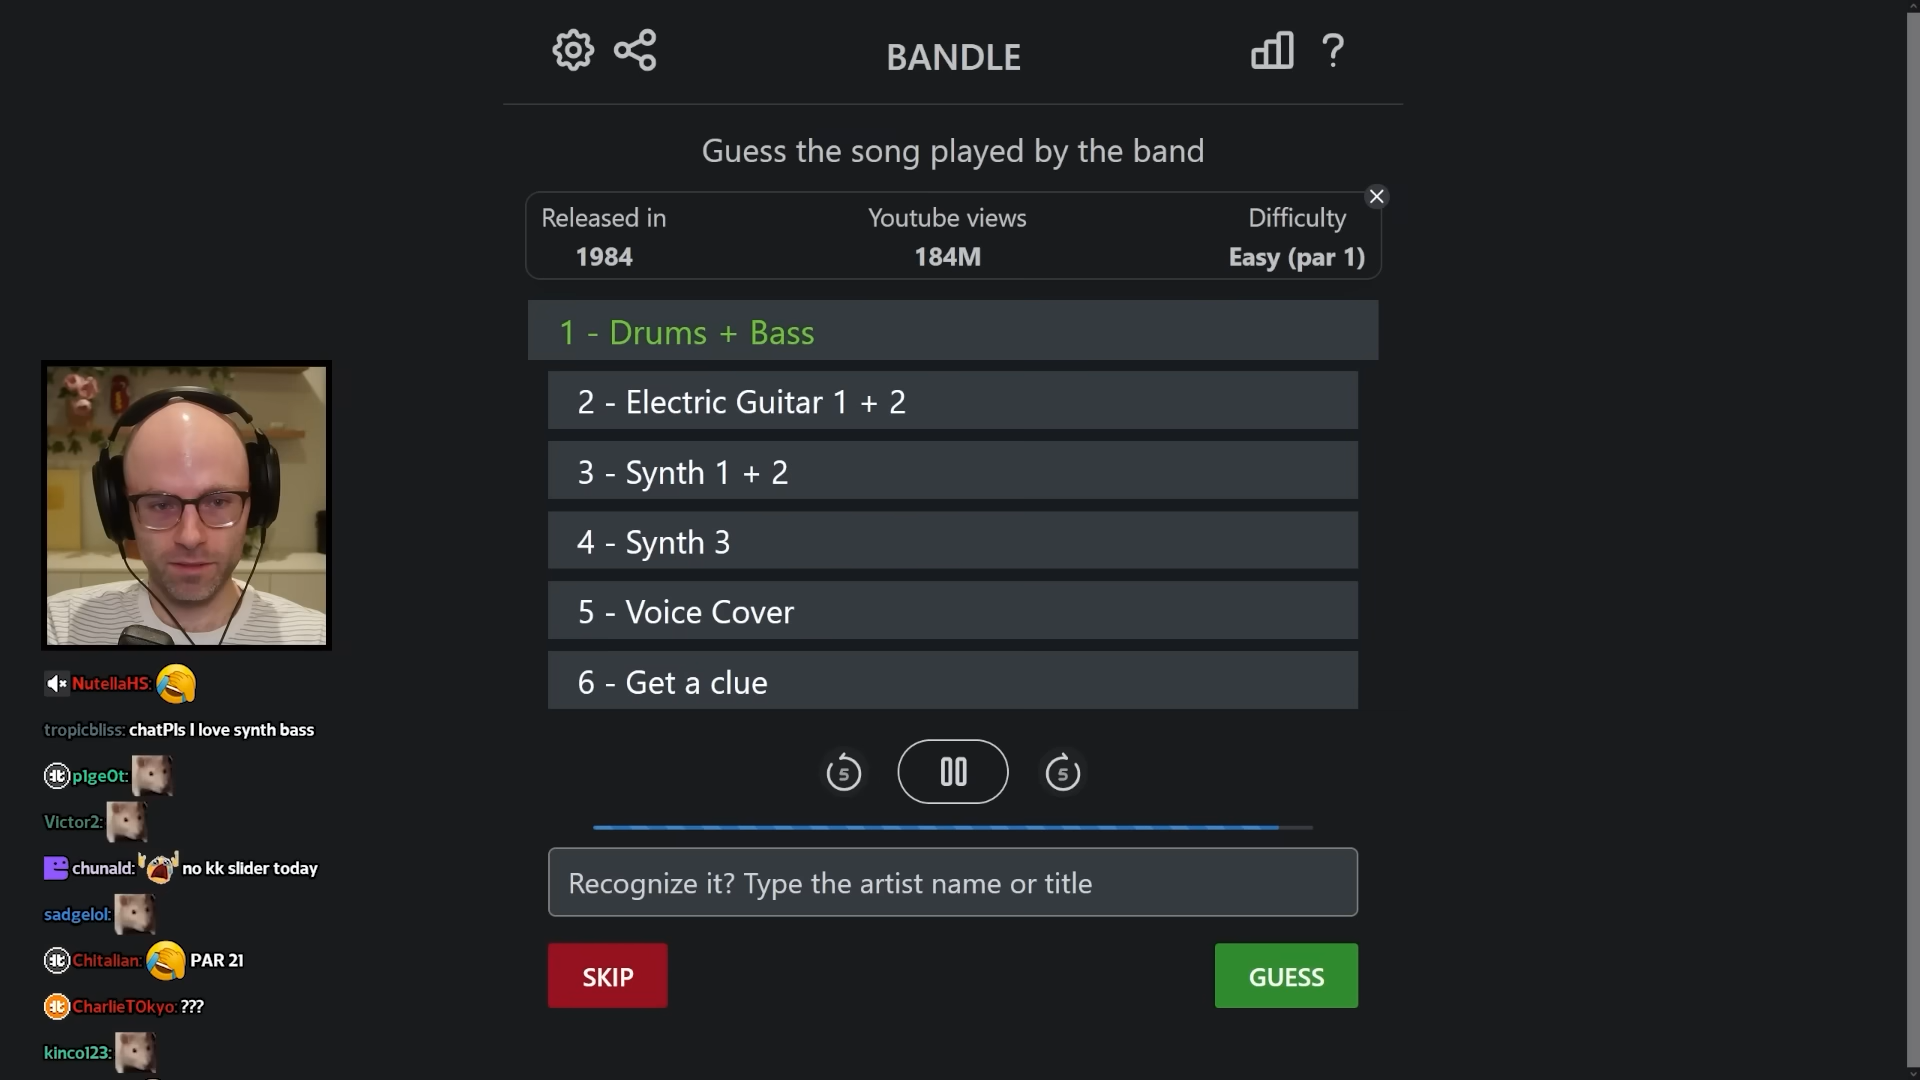 BANDLE
?
Guess the song played by the band
Released in
1984
Youtube views
184M
Difficulty
Easy (par 1)
1 - Drums + Bass
2 - Electric Guitar 1 + 2
3 - Synth 1 + 2
4 - Synth 3
5 - Voice Cover
6 - Get a clue
5
5
Recognize it? Type the artist name or title
SKIP
GUESS
NutellaHS:
tropicbliss: chatPls I love synth bass
p1geOt:
Victor2:
chunald: no kk slider today
sadgelol:
Chitalian: PAR 21
CharlieTOkyo: ???
kinco123: